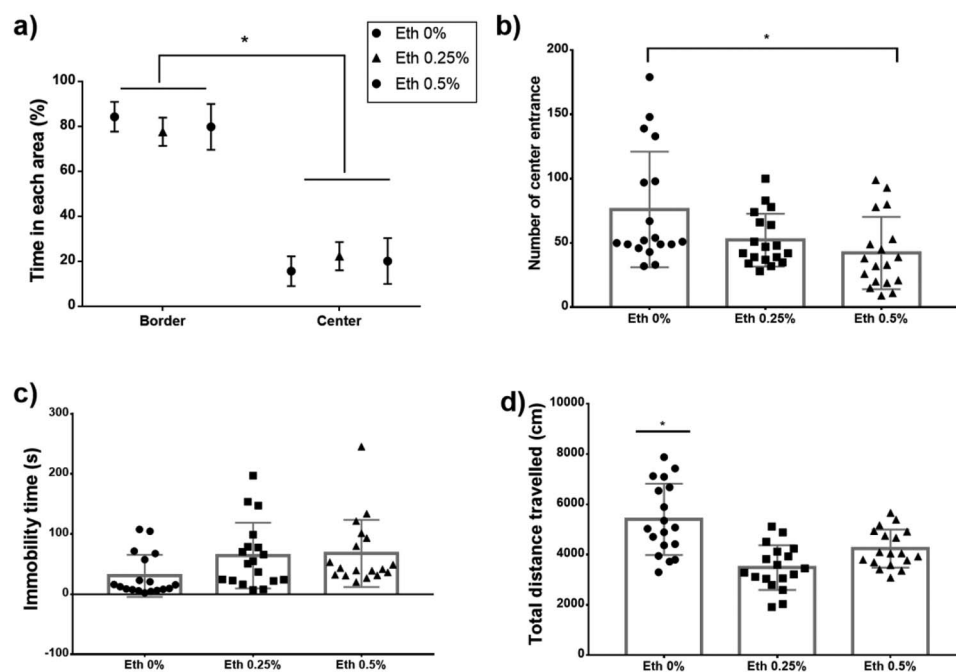 a)
*
Eth 0%
Eth 0.25%
Eth 0.5%
Time in each area (%)
100
80
60
40
20
0
Border
Center
b)
*
Number of center entrance
200
150
100
50
0
Eth 0%
Eth 0.25%
Eth 0.5%
c)
Immobility time (s)
300
200
100
0
-100
Eth 0%
Eth 0.25%
Eth 0.5%
d)
*
Total distance travelled (cm)
10000
8000
6000
4000
2000
0
Eth 0%
Eth 0.25%
Eth 0.5%